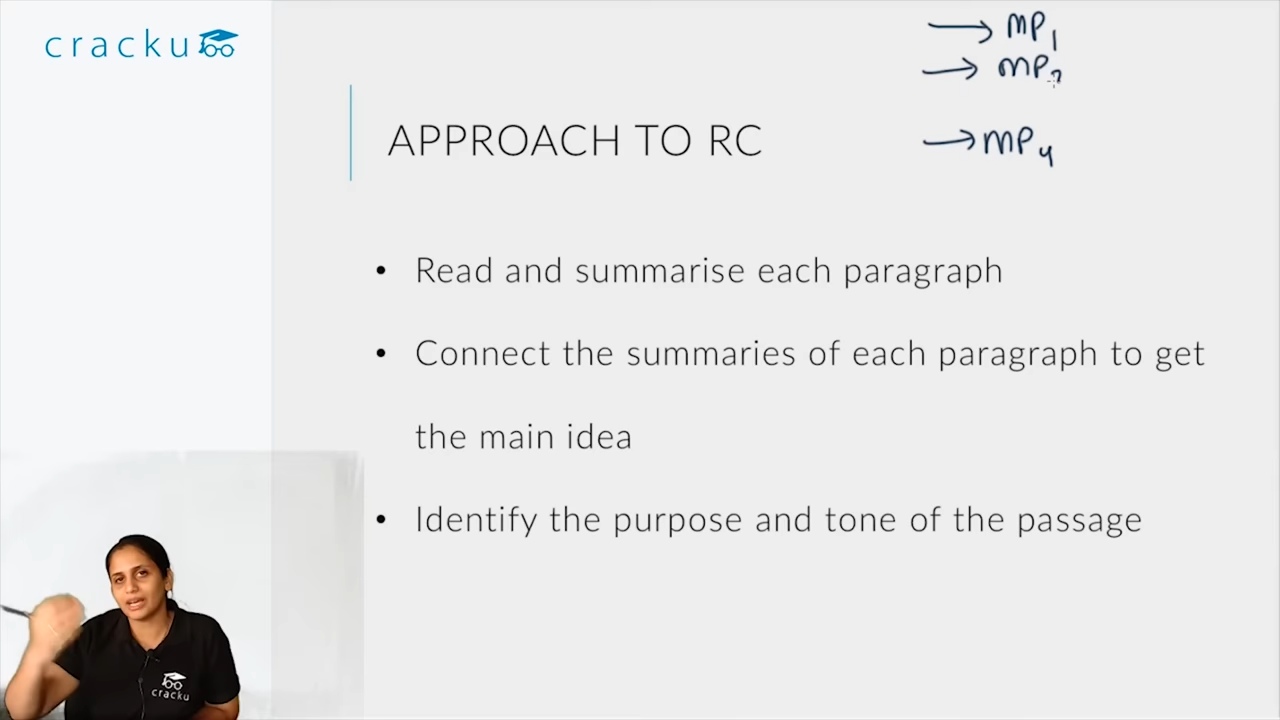 cracku
→ MP1
→ MP2
→ MP4
APPROACH TO RC
• Read and summarise each paragraph
• Connect the summaries of each paragraph to get
the main idea
• Identify the purpose and tone of the passage
cracku